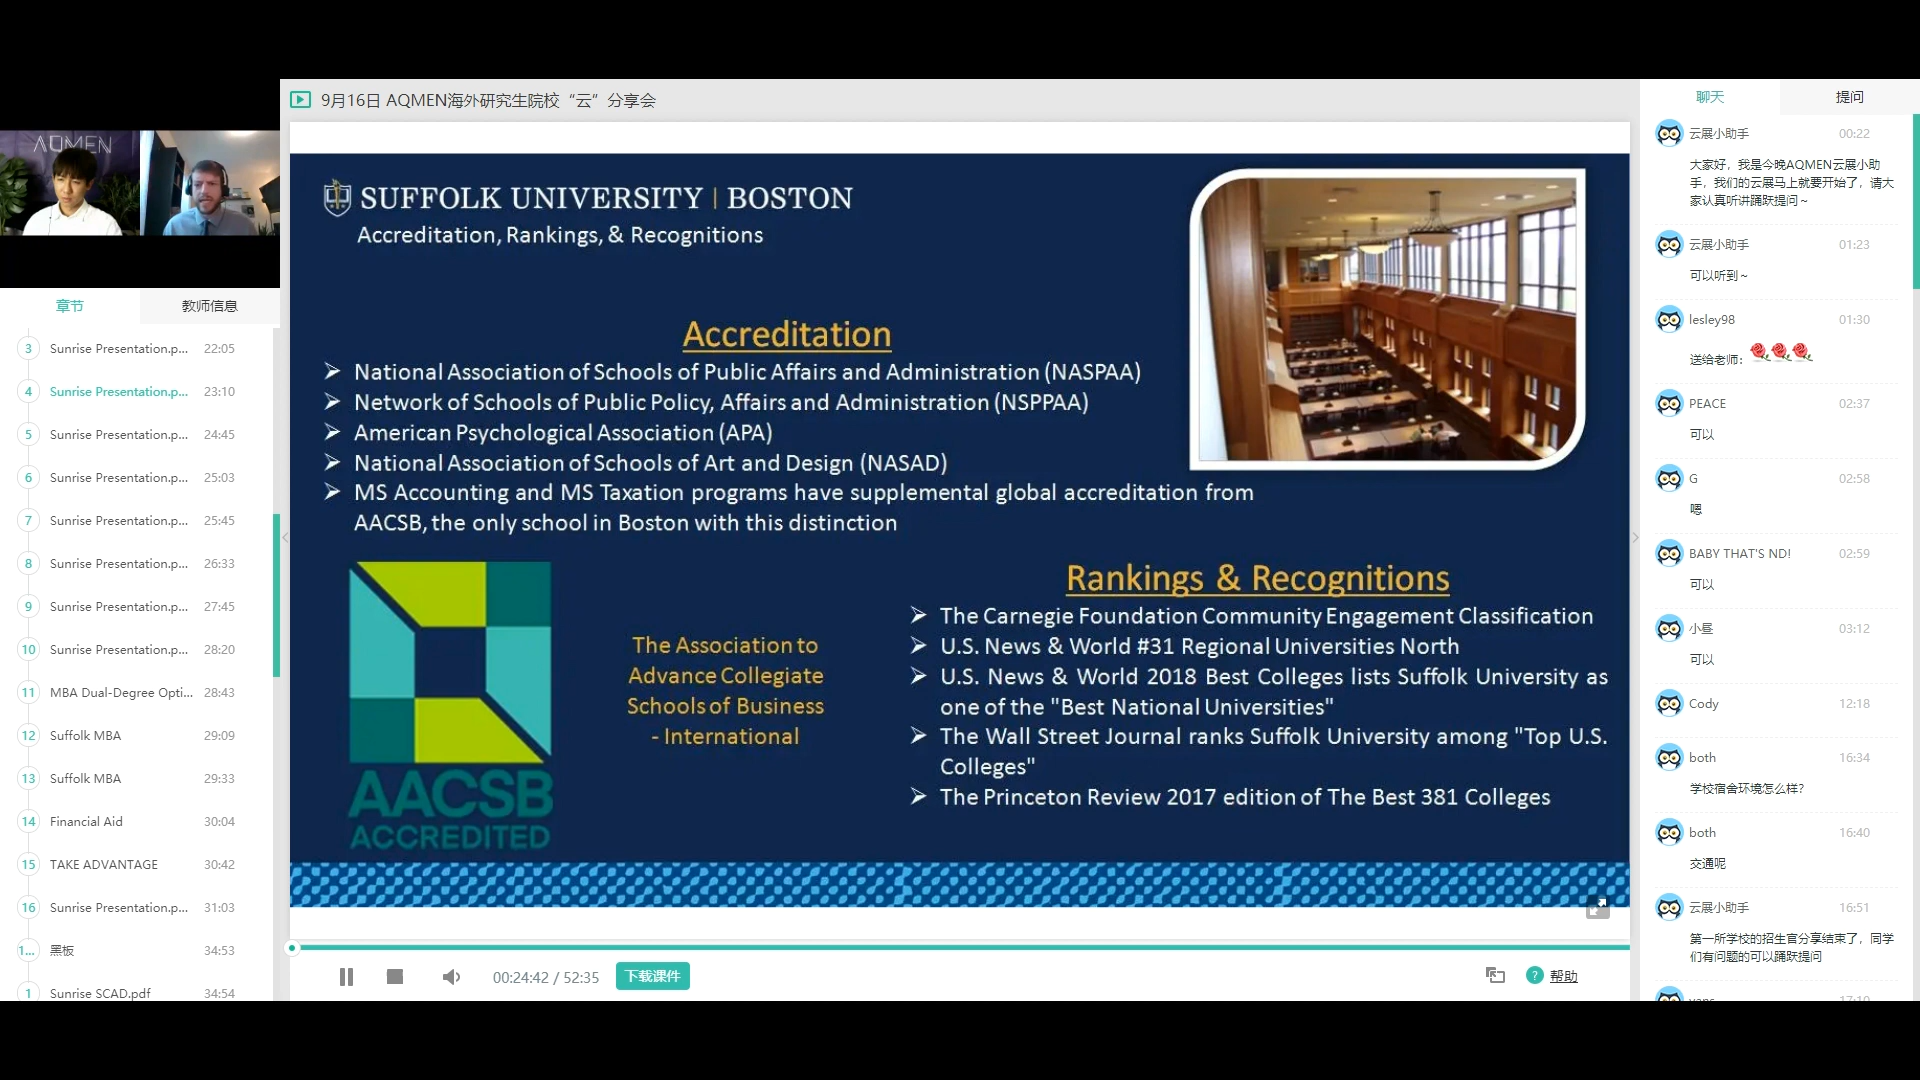 9月16日 AQMEN海外研究生院校“云”分享会
AQMEN
章节
教师信息
3 Sunrise Presentation.p... 22:05
4 Sunrise Presentation.p... 23:10
5 Sunrise Presentation.p... 24:45
6 Sunrise Presentation.p... 25:03
7 Sunrise Presentation.p... 25:45
8 Sunrise Presentation.p... 26:33
9 Sunrise Presentation.p... 27:45
10 Sunrise Presentation.p... 28:20
11 MBA Dual-Degree Opti... 28:43
12 Suffolk MBA 29:09
13 Suffolk MBA 29:33
14 Financial Aid 30:04
15 TAKE ADVANTAGE 30:42
16 Sunrise Presentation.p... 31:03
1... 黑板 34:53
1 Sunrise SCAD.pdf 34:54
SUFFOLK UNIVERSITY | BOSTON
Accreditation, Rankings, & Recognitions
Accreditation
➢ National Association of Schools of Public Affairs and Administration (NASPAA)
➢ Network of Schools of Public Policy, Affairs and Administration (NSPPAA)
➢ American Psychological Association (APA)
➢ National Association of Schools of Art and Design (NASAD)
➢ MS Accounting and MS Taxation programs have supplemental global accreditation from
AACSB, the only school in Boston with this distinction
AACSB
ACCREDITED
The Association to
Advance Collegiate
Schools of Business
- International
Rankings & Recognitions
➢ The Carnegie Foundation Community Engagement Classification
➢ U.S. News & World #31 Regional Universities North
➢ U.S. News & World 2018 Best Colleges lists Suffolk University as
one of the "Best National Universities"
➢ The Wall Street Journal ranks Suffolk University among "Top U.S.
Colleges"
➢ The Princeton Review 2017 edition of The Best 381 Colleges
00:24:42 / 52:35
下载课件
? 帮助
聊天
提问
云展小助手 00:22
大家好，我是今晚AQMEN云展小助
手，我们的云展马上就要开始了，请大
家认真听讲踊跃提问～
云展小助手 01:23
可以听到～
lesley98 01:30
送给老师：
PEACE 02:37
可以
G 02:58
嗯
BABY THAT'S ND! 02:59
可以
小昼 03:12
可以
Cody 12:18
both 16:34
学校宿舍环境怎么样?
both 16:40
交通呢
云展小助手 16:51
第一所学校的招生官分享结束了，同学
们有问题的可以踊跃提问